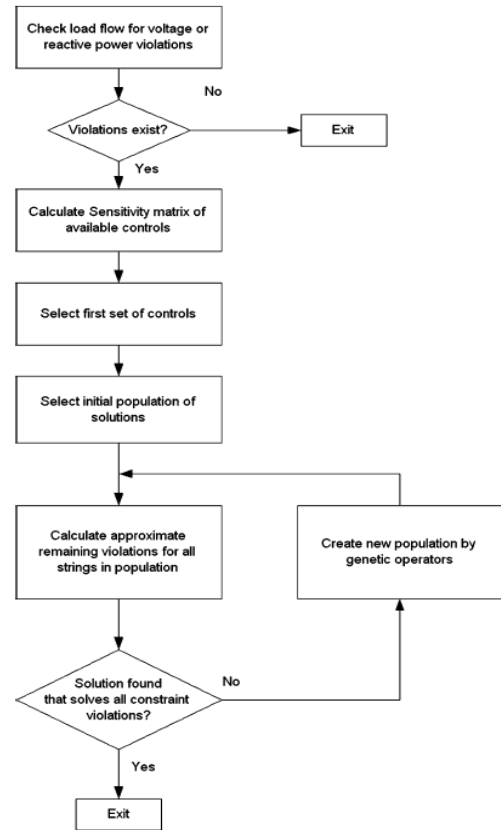 Check load flow for voltage or
reactive power violations
No
Violations exist?
Exit
Yes
Calculate Sensitivity matrix of
available controls
Select first set of controls
Select initial population of
solutions
Calculate approximate
remaining violations for all
strings in population
Create new population by
genetic operators
Solution found
that solves all constraint
violations?
No
Yes
Exit